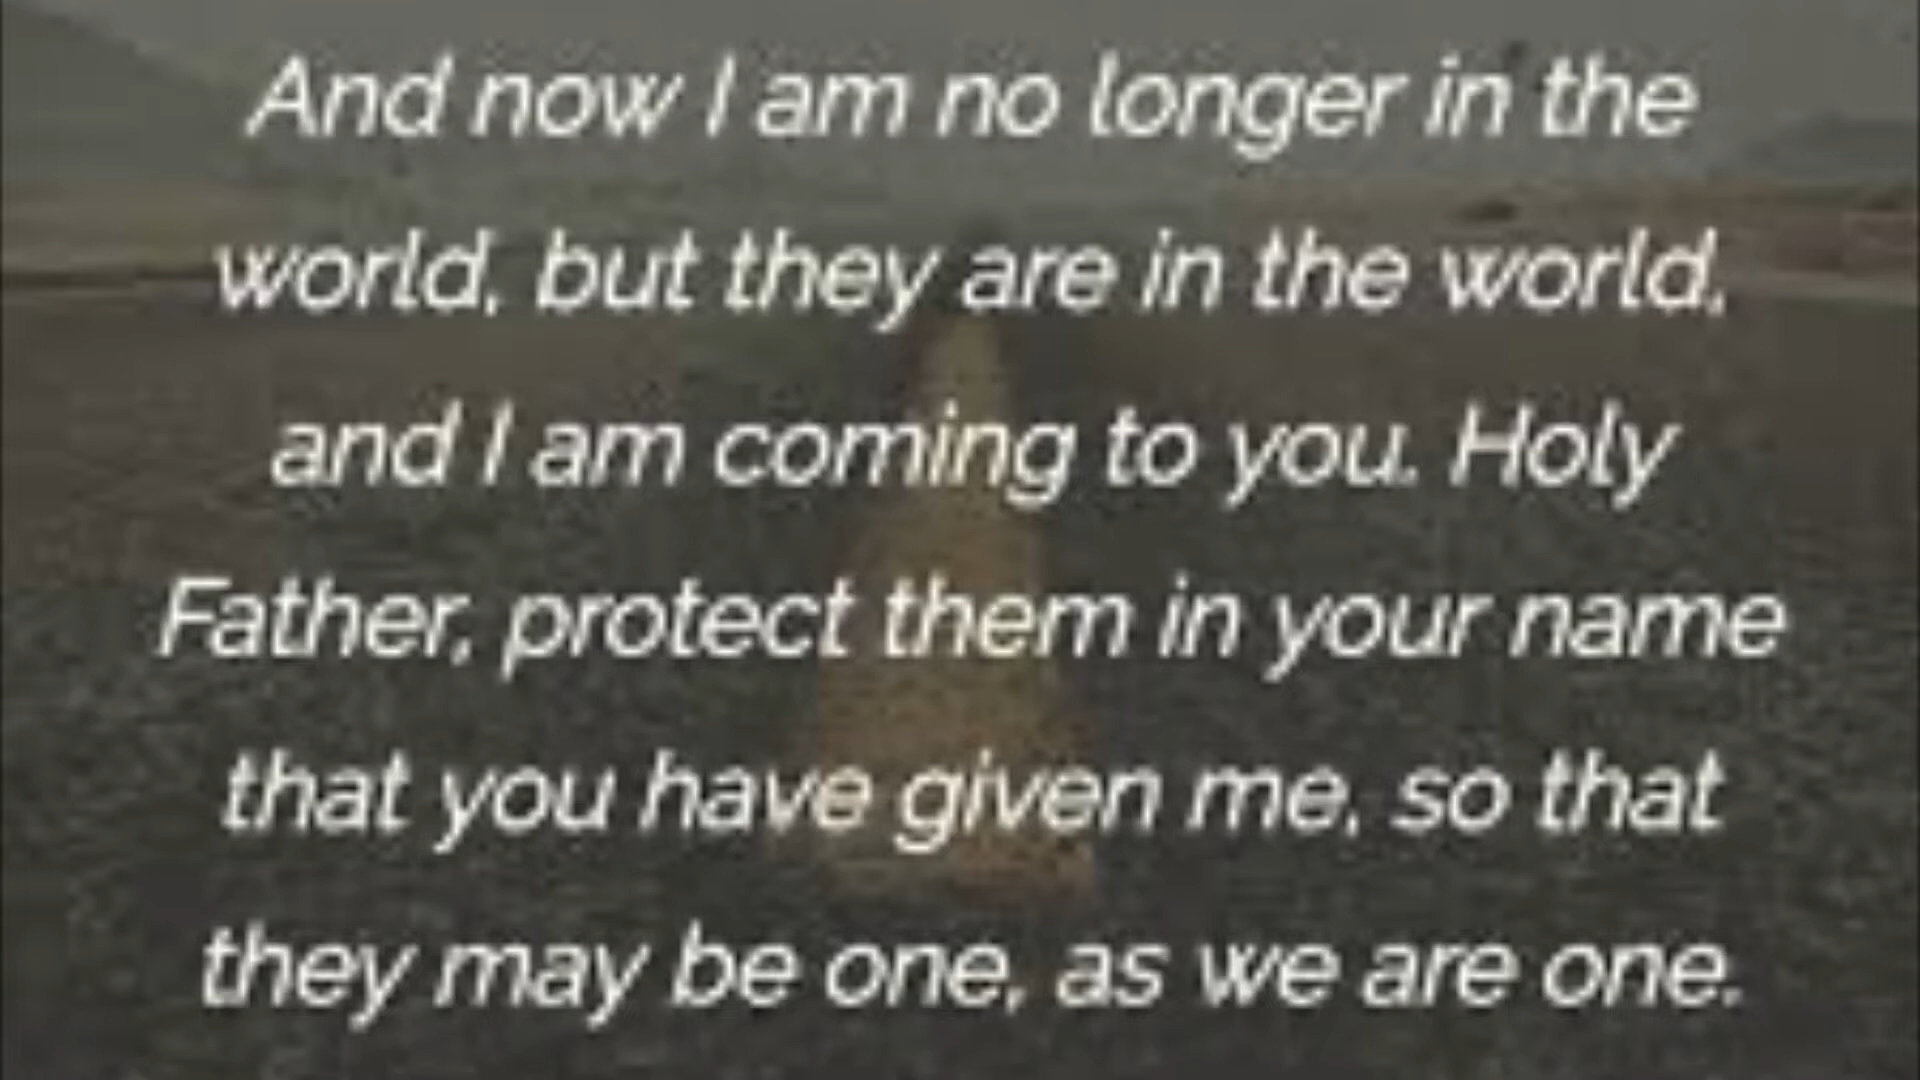 And now I am no longer in the
world, but they are in the world,
and I am coming to you. Holy
Father, protect them in your name
that you have given me, so that
they may be one, as we are one.